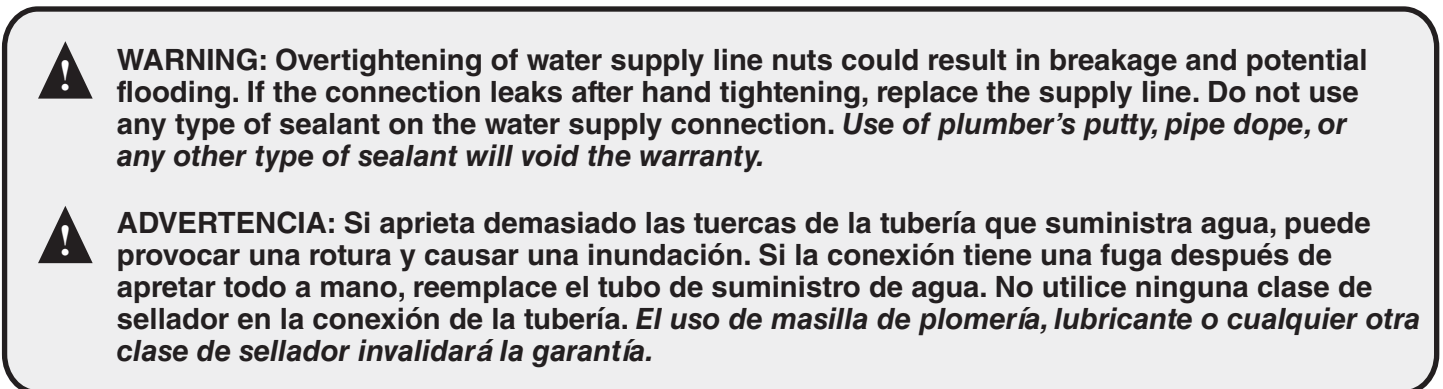 WARNING: Overtightening of water supply line nuts could result in breakage and potential
flooding. If the connection leaks after hand tightening, replace the supply line. Do not use
any type of sealant on the water supply connection. Use of plumber's putty, pipe dope, or
any other type of sealant will void the warranty.
ADVERTENCIA: Si aprieta demasiado las tuercas de la tubería que suministra agua, puede
provocar una rotura y causar una inundación. Si la conexión tiene una fuga después de
apretar todo a mano, reemplace el tubo de suministro de agua. No utilice ninguna clase de
sellador en la conexión de la tubería. El uso de masilla de plomería, lubricante o cualquier otra
clase de sellador invalidará la garantía.